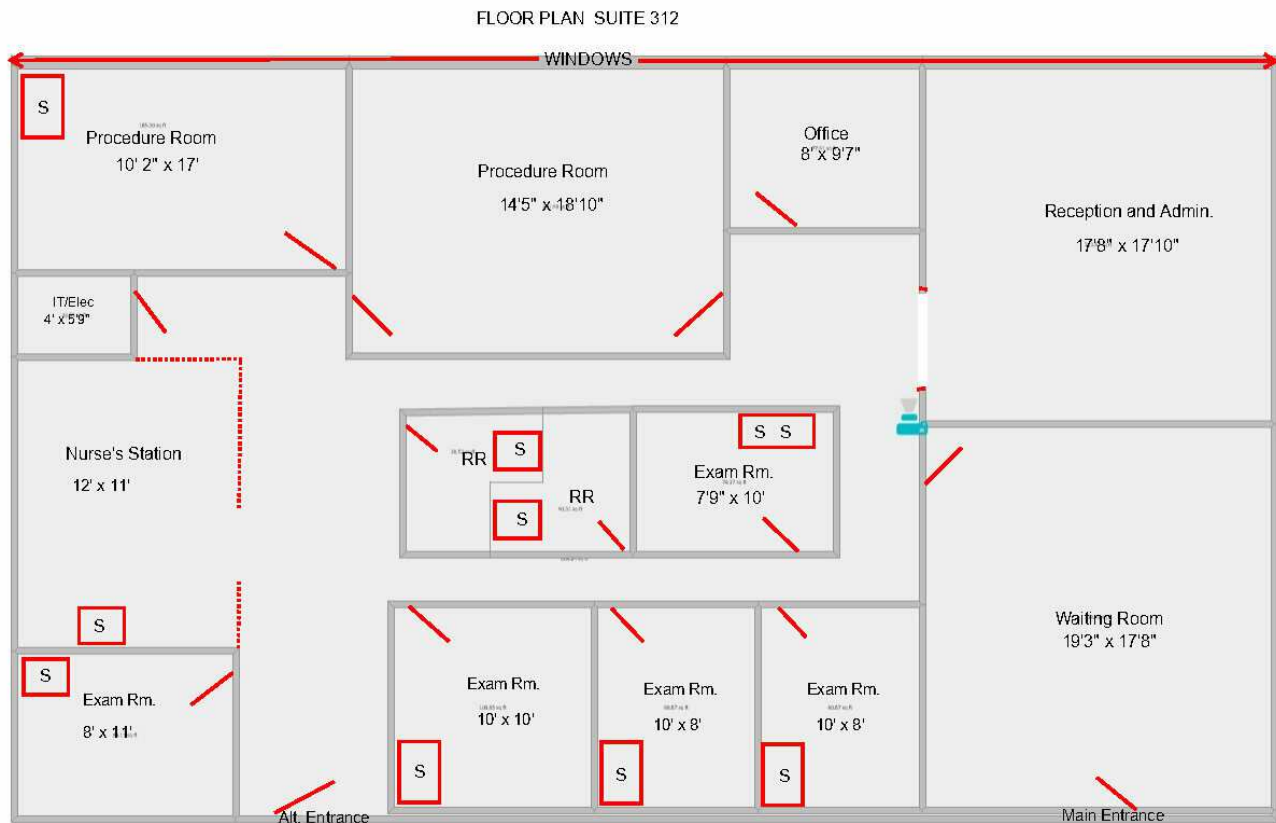 FLOOR PLAN  SUITE 312
WINDOWS
S
Procedure Room
10' 2" x 17'
Procedure Room
14'5" x 18'10"
Office
8' x 9'7"
Reception and Admin.
17'8" x 17'10"
IT/Elec
4' x 5'9"
Nurse's Station
12' x 11'
S
RR
S
RR
S
S S
Exam Rm.
7'9" x 10'
Waiting Room
19'3" x 17'8"
S
Exam Rm.
8' x 11'
Exam Rm.
10' x 10'
S
Exam Rm.
10' x 8'
S
Exam Rm.
10' x 8'
S
Alt. Entrance
Main Entrance